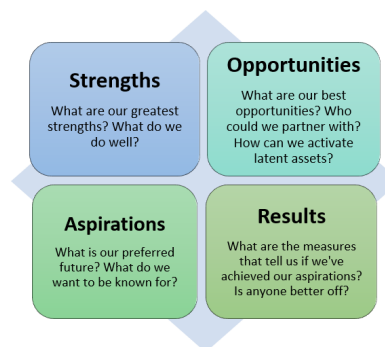 Strengths
What are our greatest
strengths? What do we
do well?
Opportunities
What are our best
opportunities? Who
could we partner with?
How can we activate
latent assets?
Aspirations
What is our preferred
future? What do we
want to be known for?
Results
What are the measures
that tell us if we've
achieved our aspirations?
Is anyone better off?